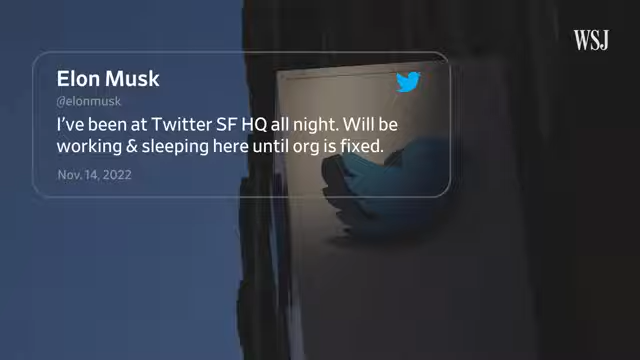 WSJ
Elon Musk
@elonmusk
I've been at Twitter SF HQ all night. Will be
working & sleeping here until org is fixed.
Nov. 14, 2022